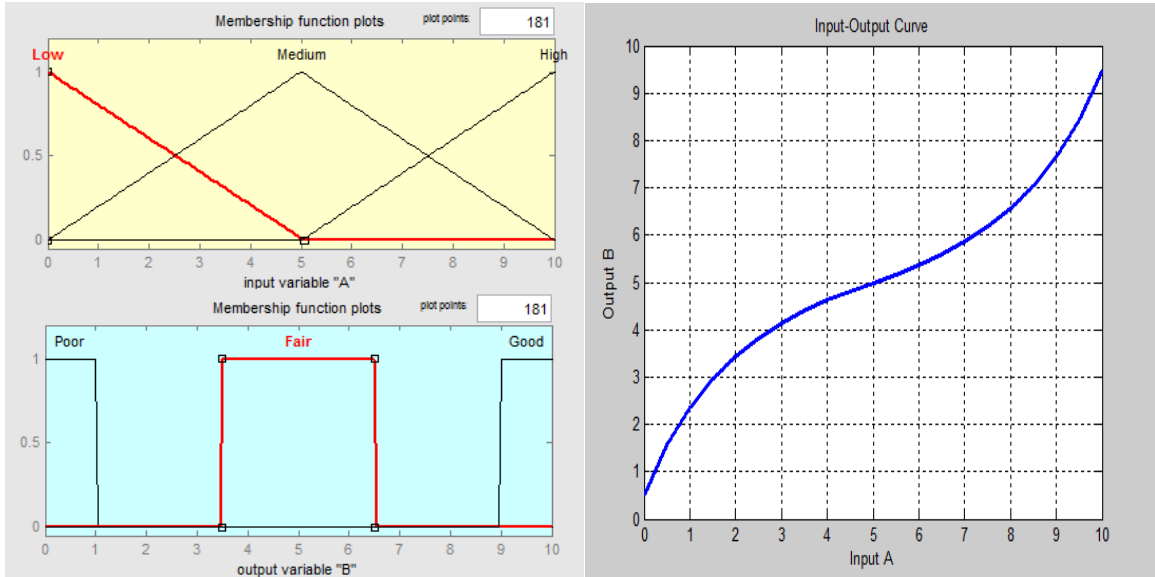 Membership function plots plot points: 181
Low Medium High
1
0.5
0
0 1 2 3 4 5 6 7 8 9 10
input variable "A"
Membership function plots plot points: 181
Poor Fair Good
1
0.5
0
0 1 2 3 4 5 6 7 8 9 10
output variable "B"
Input-Output Curve
10
9
8
7
6
5
4
3
2
1
0
Output B
0 1 2 3 4 5 6 7 8 9 10
Input A